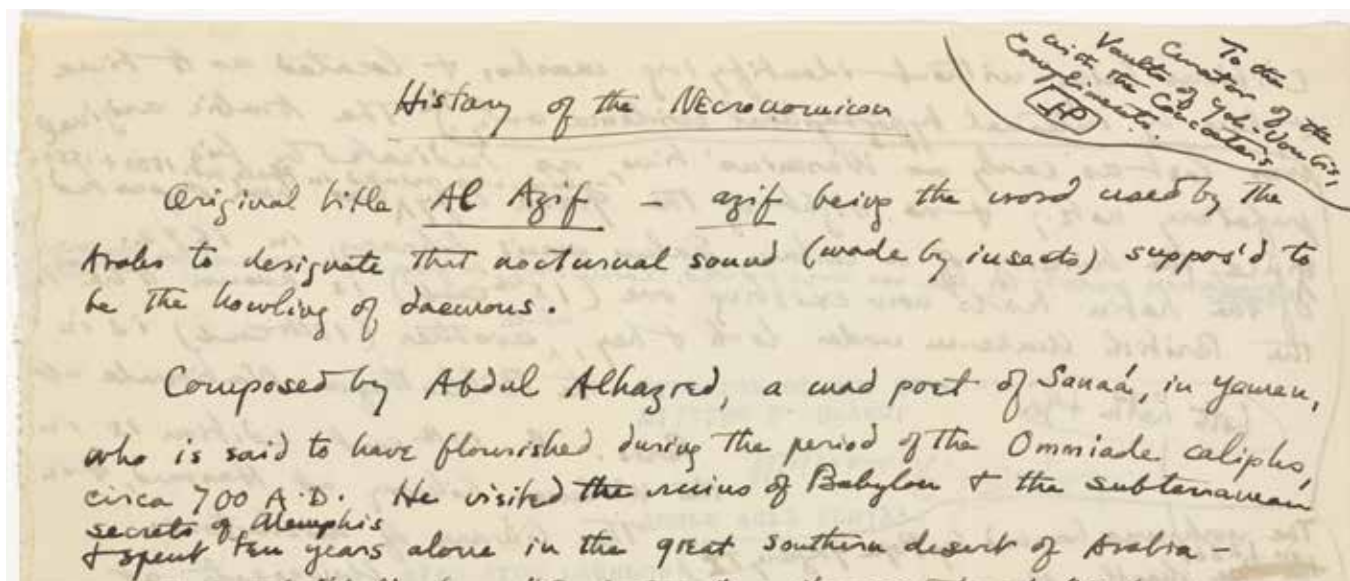 To the
Curator of the
Vaults of Yoh-Vombis,
with the Concocter's
Compliments.
HP
History of the Necronomicon
Original title Al Azif — azif being the word used by the
Arabs to designate that nocturnal sound (made by insects) suppos'd to
be the howling of daemons.
Composed by Abdul Alhazred, a mad poet of Sanaá, in Yemen,
who is said to have flourished during the period of the Ommiade caliphs,
circa 700 A.D. He visited the ruins of Babylon & the subterranean
secrets of Memphis
& spent ten years alone in the great southern desert of Arabia —